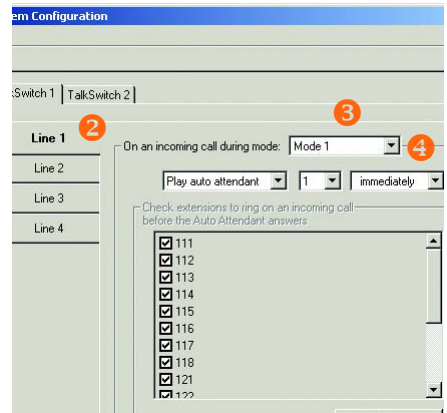 em Configuration
Switch 1 TalkSwitch 2
2
3
Line 1
On an incoming call during mode: Mode 1
4
Line 2
Play auto attendant 1 immediately
Line 3
Check extensions to ring on an incoming call
before the Auto Attendant answers
Line 4
111
112
113
114
115
116
117
118
121
122